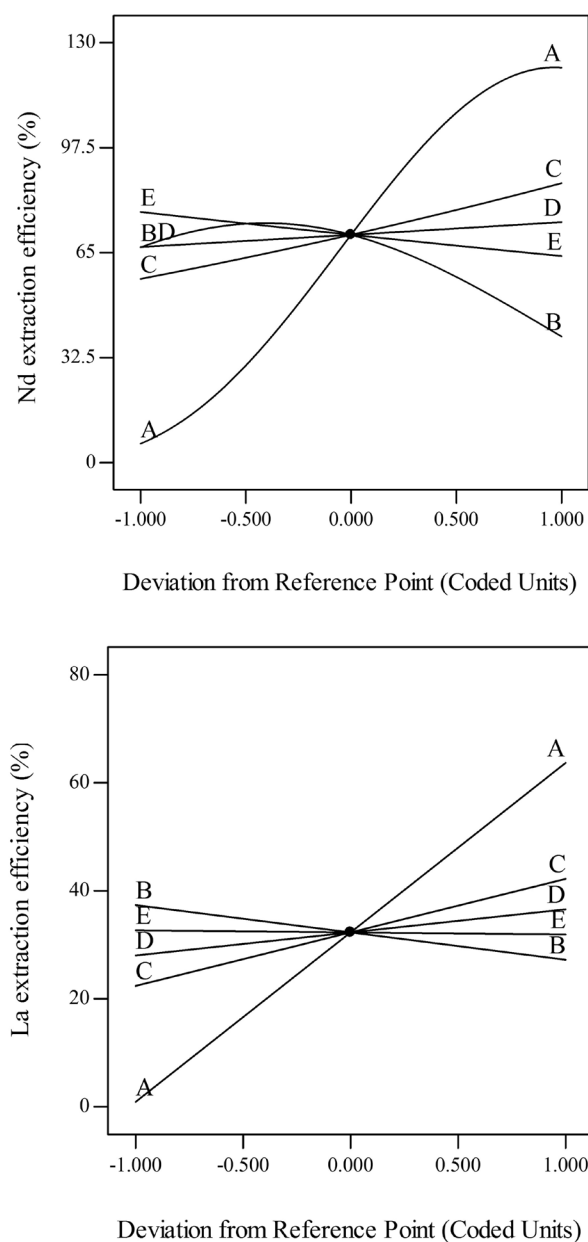 130
97.5
65
32.5
0
Nd extraction efficiency (%)
A
C
D
E
B
E
BD
C
A
-1.000
-0.500
0.000
0.500
1.000
Deviation from Reference Point (Coded Units)
80
60
40
20
0
La extraction efficiency (%)
A
C
D
E
B
B
E
D
C
A
-1.000
-0.500
0.000
0.500
1.000
Deviation from Reference Point (Coded Units)